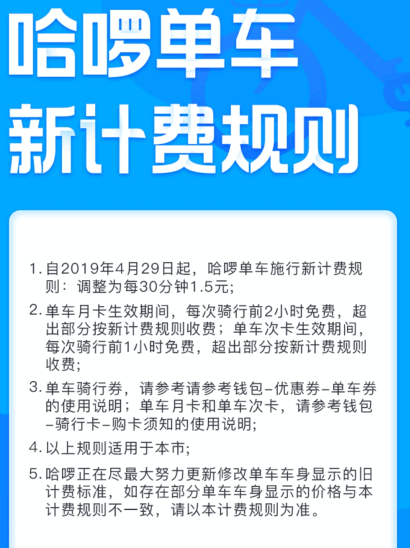 哈啰单车
新计费规则
1. 自2019年4月29日起，哈啰单车施行新计费规
则：调整为每30分钟1.5元;
2. 单车月卡生效期间，每次骑行前2小时免费，超
出部分按新计费规则收费；单车次卡生效期间，
每次骑行前1小时免费，超出部分按新计费规则
收费;
3. 单车骑行券，请参考请参考钱包-优惠券-单车券
的使用说明；单车月卡和单车次卡，请参考钱包
-骑行卡-购卡须知的使用说明;
4. 以上规则适用于本市;
5. 哈啰正在尽最大努力更新修改单车车身显示的旧
计费标准，如存在部分单车车身显示的价格与本
计费规则不一致，请以本计费规则为准。